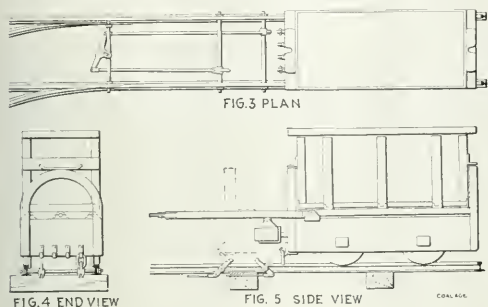 FIG.3 PLAN
FIG.4 END VIEW
FIG. 5 SIDE VIEW
COAL AGE